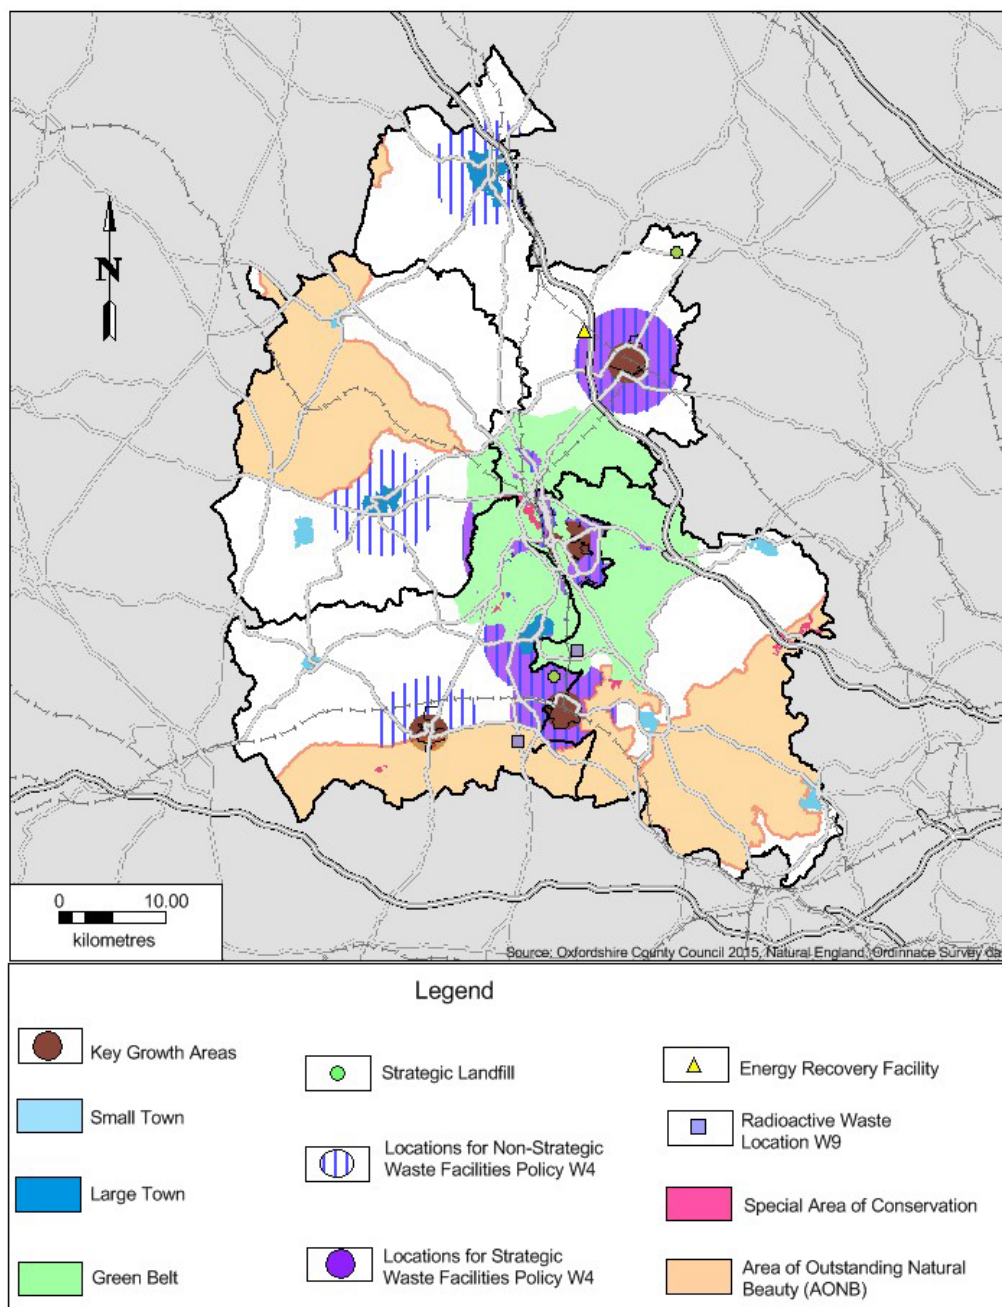 N
0 10.00
kilometres
Source: Oxfordshire County Council 2015, Natural England, Ordinnace Survey da
Legend
Key Growth Areas
Small Town
Large Town
Green Belt
Strategic Landfill
Locations for Non-Strategic
Waste Facilities Policy W4
Locations for Strategic
Waste Facilities Policy W4
Energy Recovery Facility
Radioactive Waste
Location W9
Special Area of Conservation
Area of Outstanding Natural
Beauty (AONB)